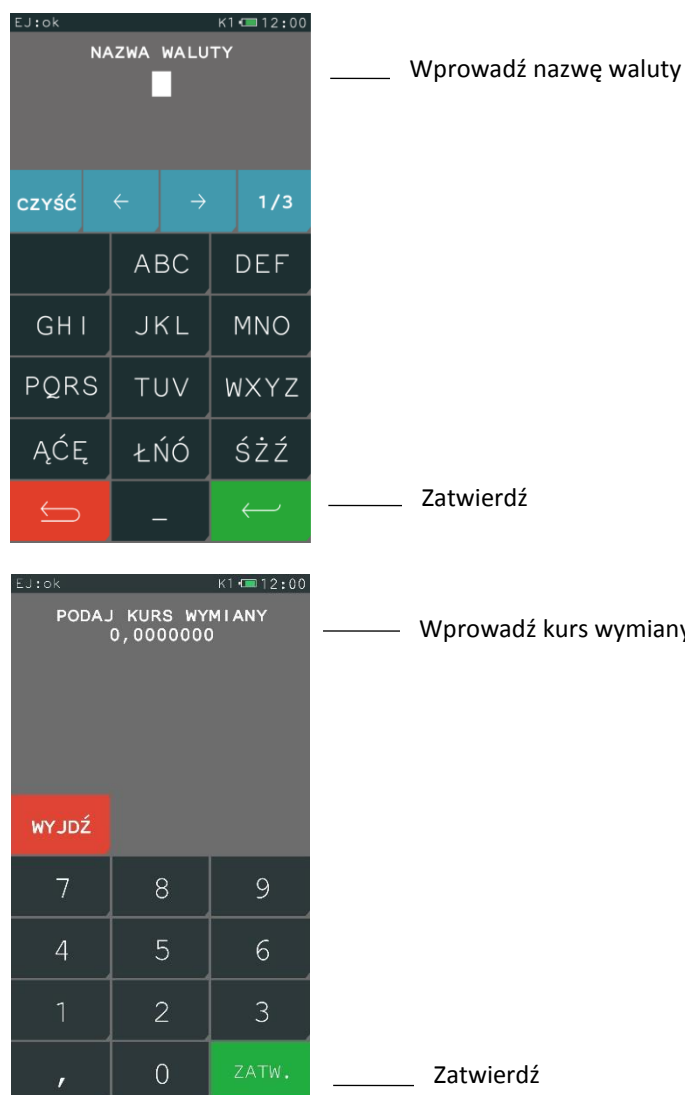 EJ:ok K1 12:00
NAZWA WALUTY
Wprowadź nazwę waluty
CZYŚĆ ← → 1/3
ABC DEF
GHI JKL MNO
PQRS TUV WXYZ
ĄĆĘ ŁŃÓ ŚŻŹ
_
Zatwierdź
EJ:ok K1 12:00
PODAJ KURS WYMIANY
0,0000000
Wprowadź kurs wymiany
WYJDŹ
7 8 9
4 5 6
1 2 3
, 0 ZATW.
Zatwierdź